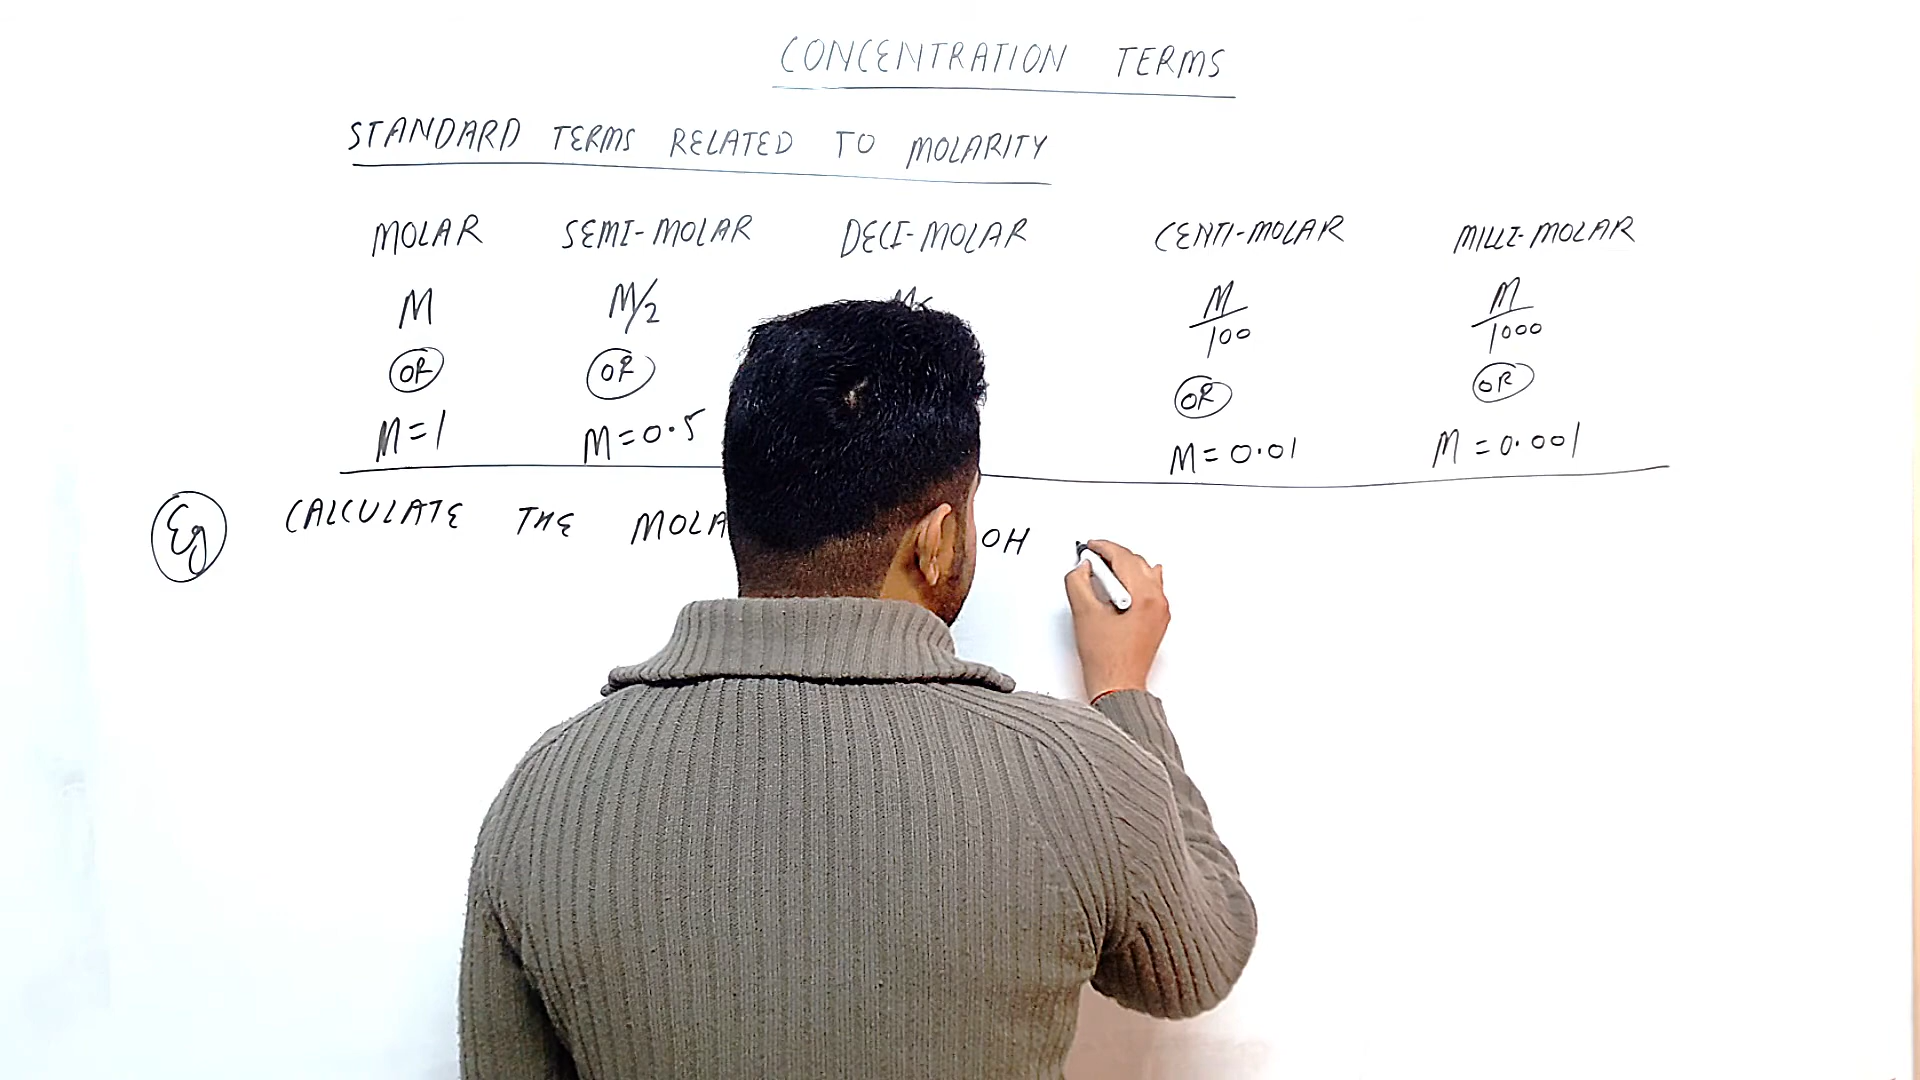 CONCENTRATION TERMS
STANDARD TERMS RELATED TO MOLARITY
MOLAR SEMI-MOLAR DECI-MOLAR CENTI-MOLAR MILLI-MOLAR
M M/2 M/100 M/1000
OR OR OR OR
M=1 M=0.5 M=0.01 M=0.001
Eg CALCULATE THE MOLA OH